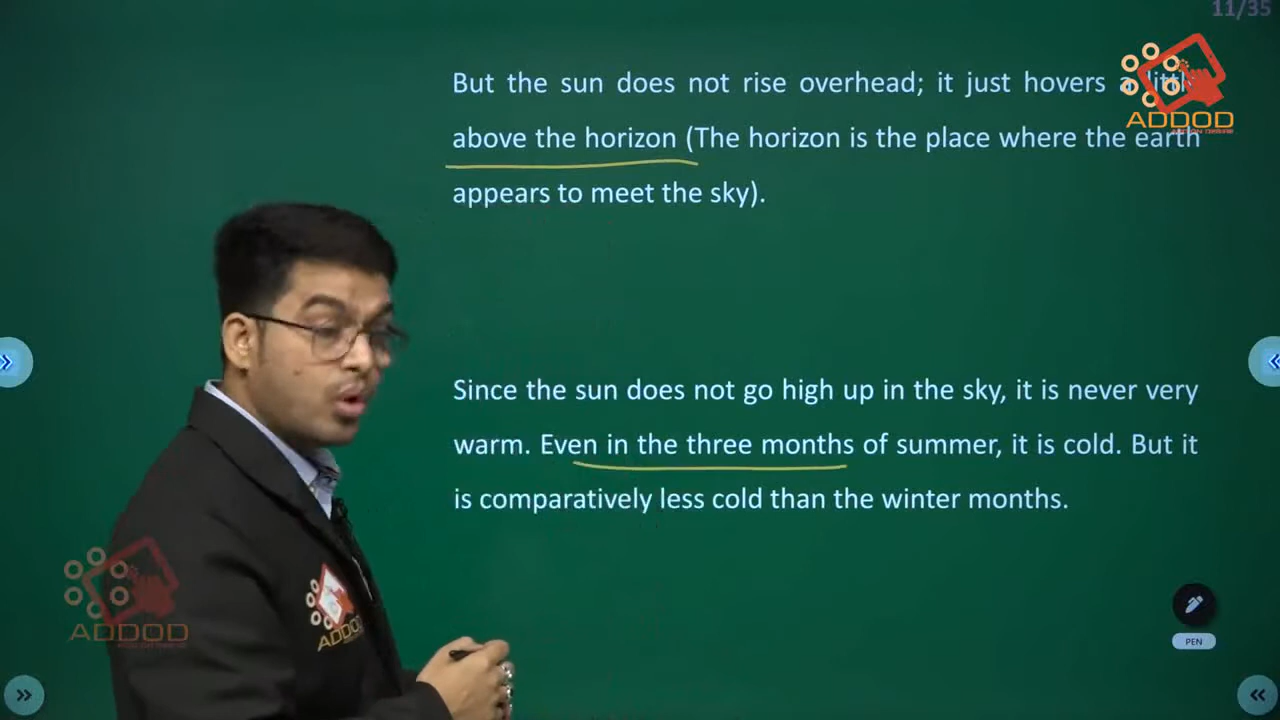 11/35
But the sun does not rise overhead; it just hovers a little
above the horizon (The horizon is the place where the earth
appears to meet the sky).
Since the sun does not go high up in the sky, it is never very
warm. Even in the three months of summer, it is cold. But it
is comparatively less cold than the winter months.
ADDOD
ADDOD
ADDOD
PEN